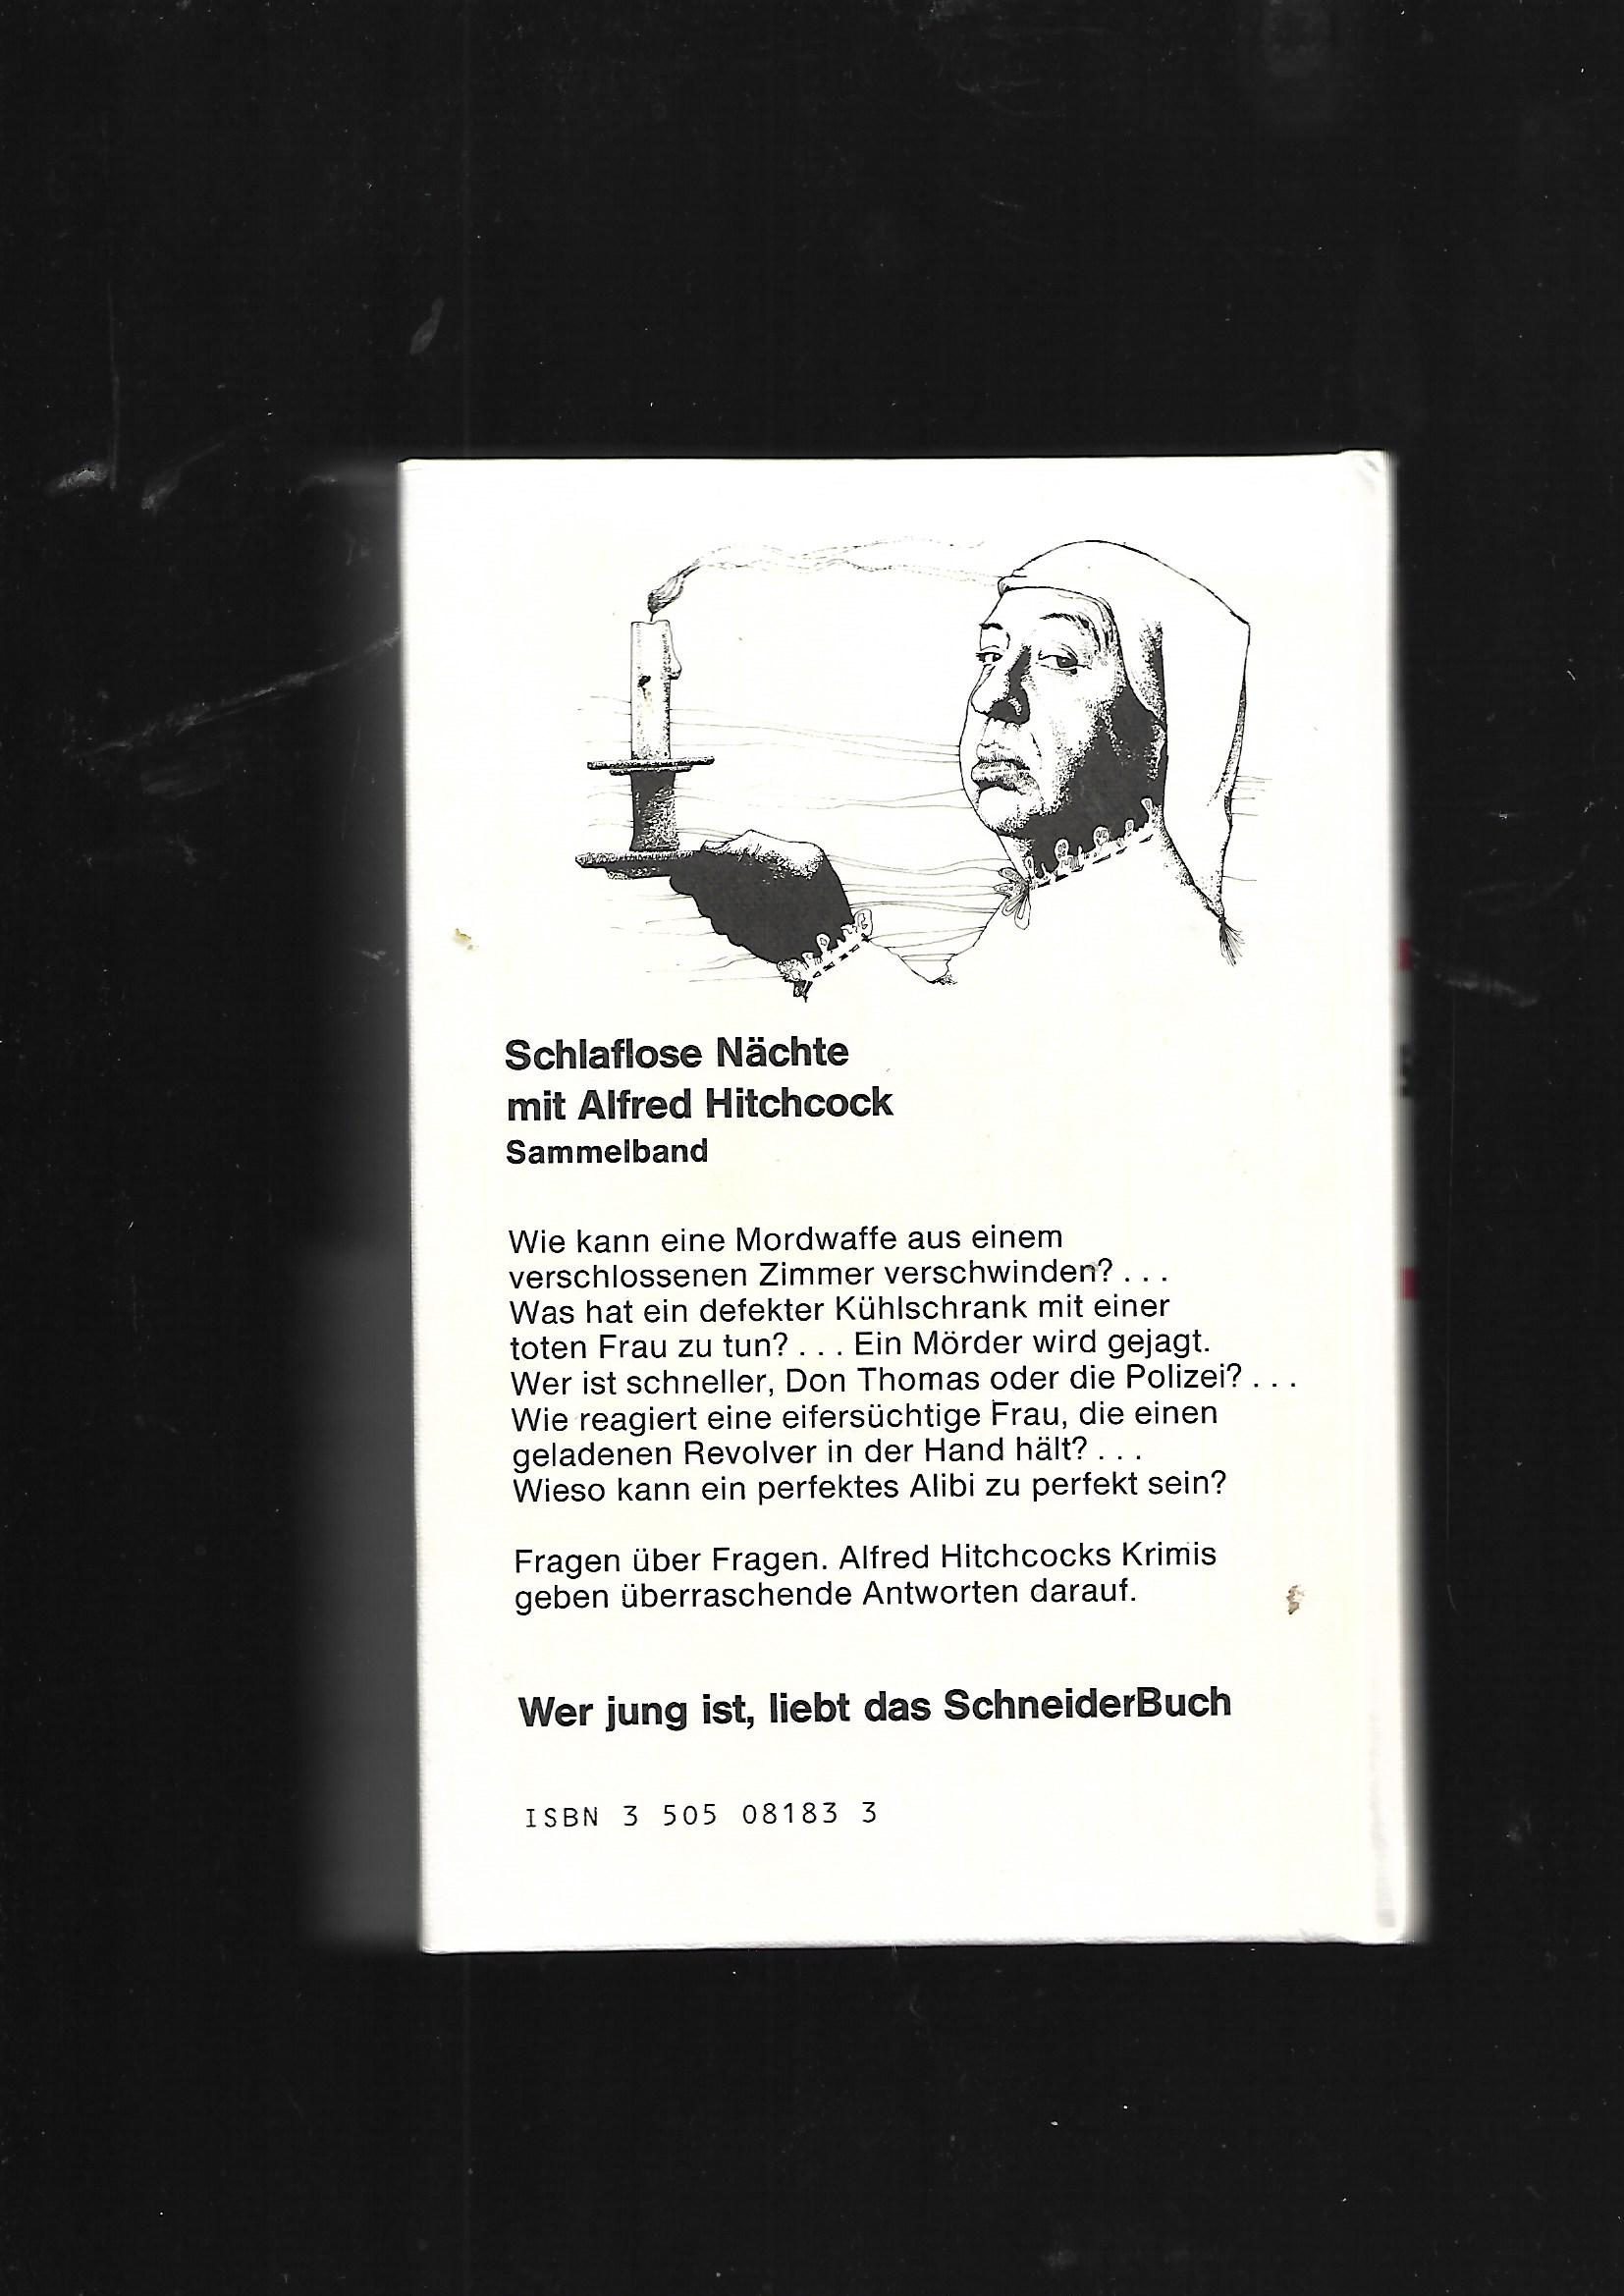 Schlaflose Nächte
mit Alfred Hitchcock
Sammelband
Wie kann eine Mordwaffe aus einem
verschlossenen Zimmer verschwinden? . . .
Was hat ein defekter Kühlschrank mit einer
toten Frau zu tun? . . . Ein Mörder wird gejagt.
Wer ist schneller, Don Thomas oder die Polizei? . . .
Wie reagiert eine eifersüchtige Frau, die einen
geladenen Revolver in der Hand hält? . . .
Wieso kann ein perfektes Alibi zu perfekt sein?
Fragen über Fragen. Alfred Hitchcocks Krimis
geben überraschende Antworten darauf.
Wer jung ist, liebt das SchneiderBuch
ISBN 3 505 08183 3